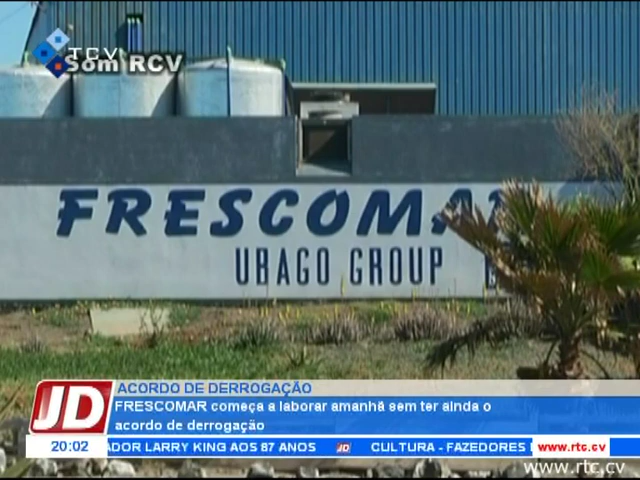 TCV
Som RCV
FRESCOMAR
UBAGO GROUP
JD
ACORDO DE DERROGAÇÃO
FRESCOMAR começa a laborar amanhã sem ter ainda o
acordo de derrogação
20:02
ADOR LARRY KING AOS 87 ANOS JD CULTURA - FAZEDORES
www.rtc.cv
www.rtc.cv